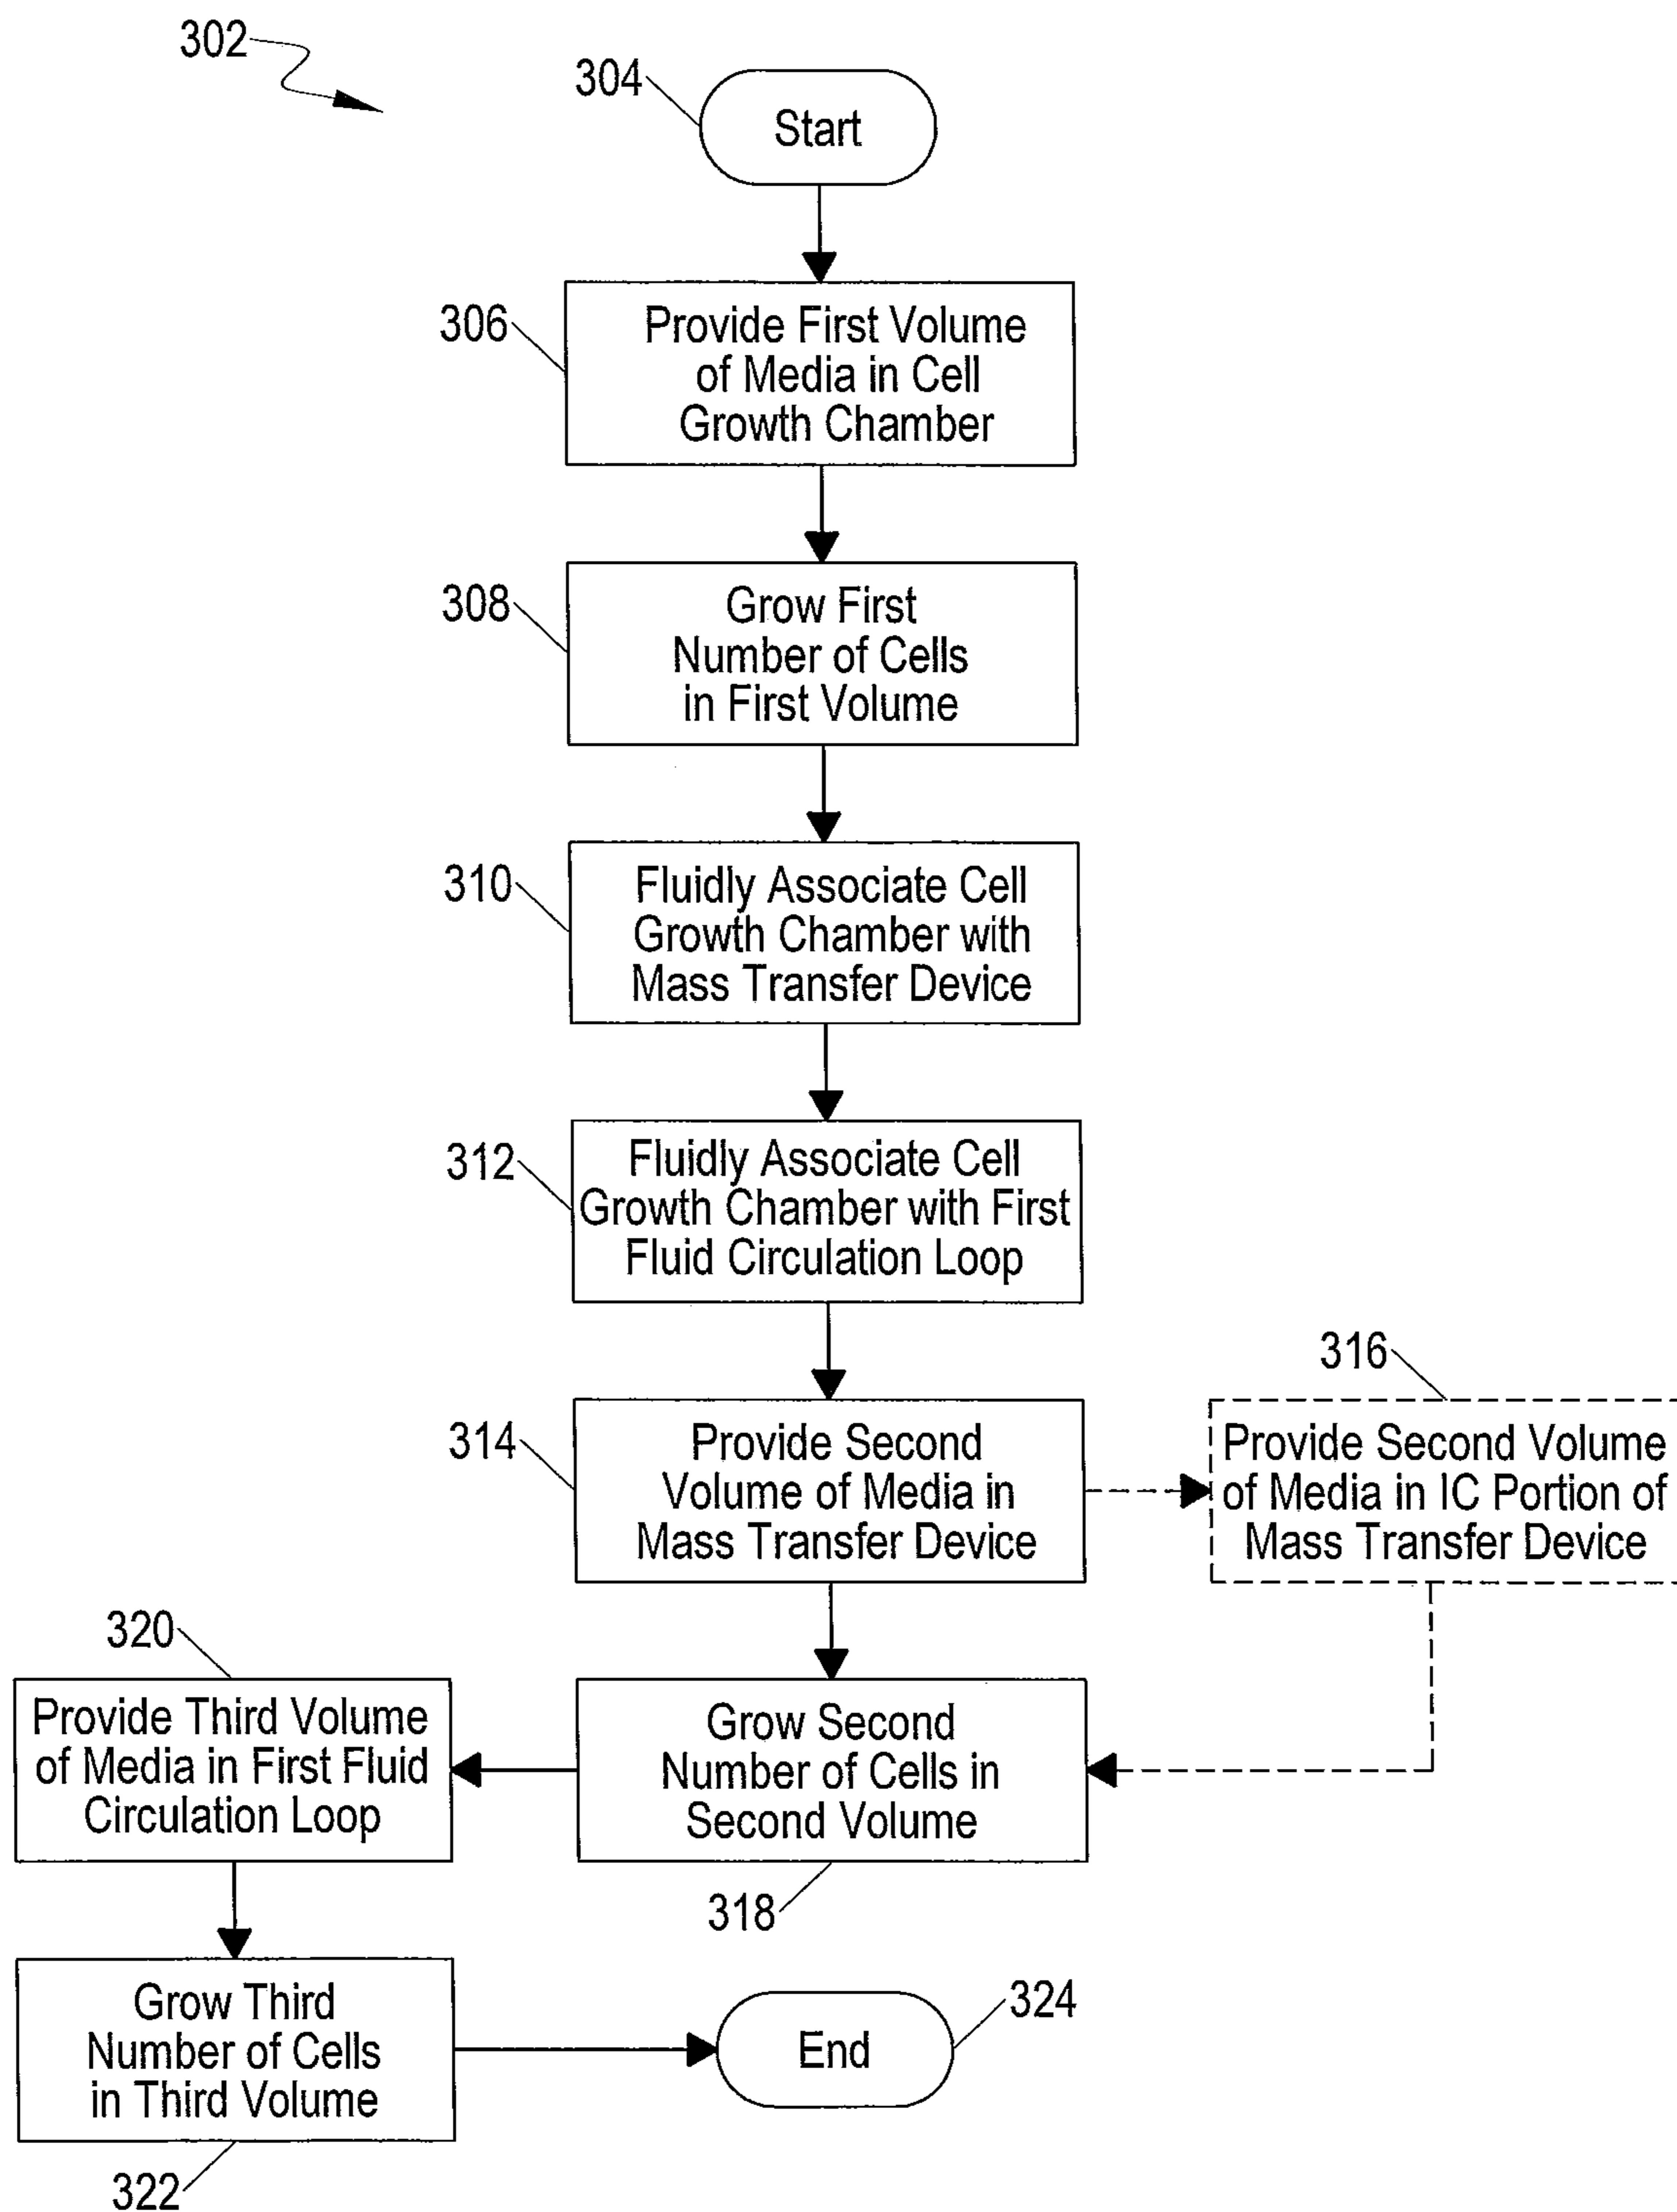 302
304
Start
306
Provide First Volume
of Media in Cell
Growth Chamber
308
Grow First
Number of Cells
in First Volume
310
Fluidly Associate Cell
Growth Chamber with
Mass Transfer Device
312
Fluidly Associate Cell
Growth Chamber with First
Fluid Circulation Loop
314
Provide Second
Volume of Media in
Mass Transfer Device
316
Provide Second Volume
of Media in IC Portion of
Mass Transfer Device
318
Grow Second
Number of Cells in
Second Volume
320
Provide Third Volume
of Media in First Fluid
Circulation Loop
Grow Third
Number of Cells
in Third Volume
322
End
324